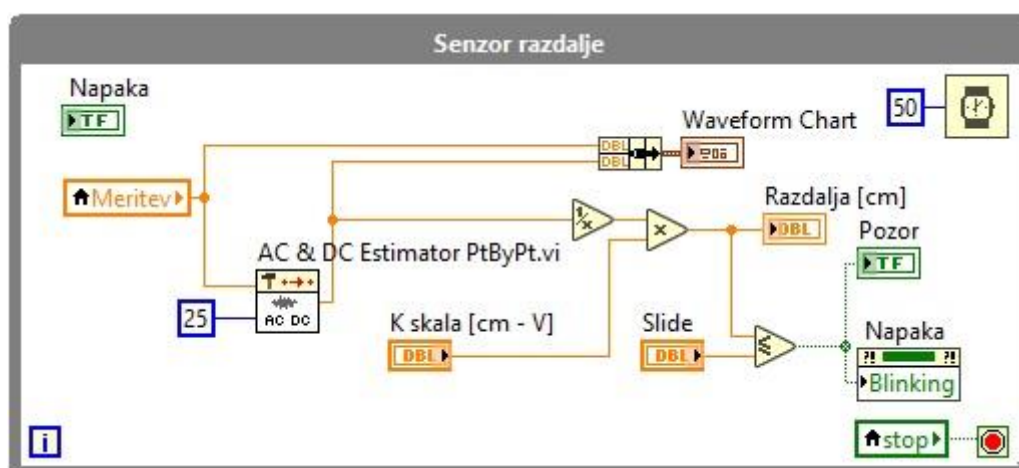 Senzor razdalje
Napaka
TF
50
Waveform Chart
DBL
DBL
Meritev
Razdalja [cm]
DBL
1/x
x
Pozor
TF
AC & DC Estimator PtByPt.vi
AC DC
25
K skala [cm - V]
DBL
Slide
DBL
≤
Napaka
?! ?!
Blinking
i
stop